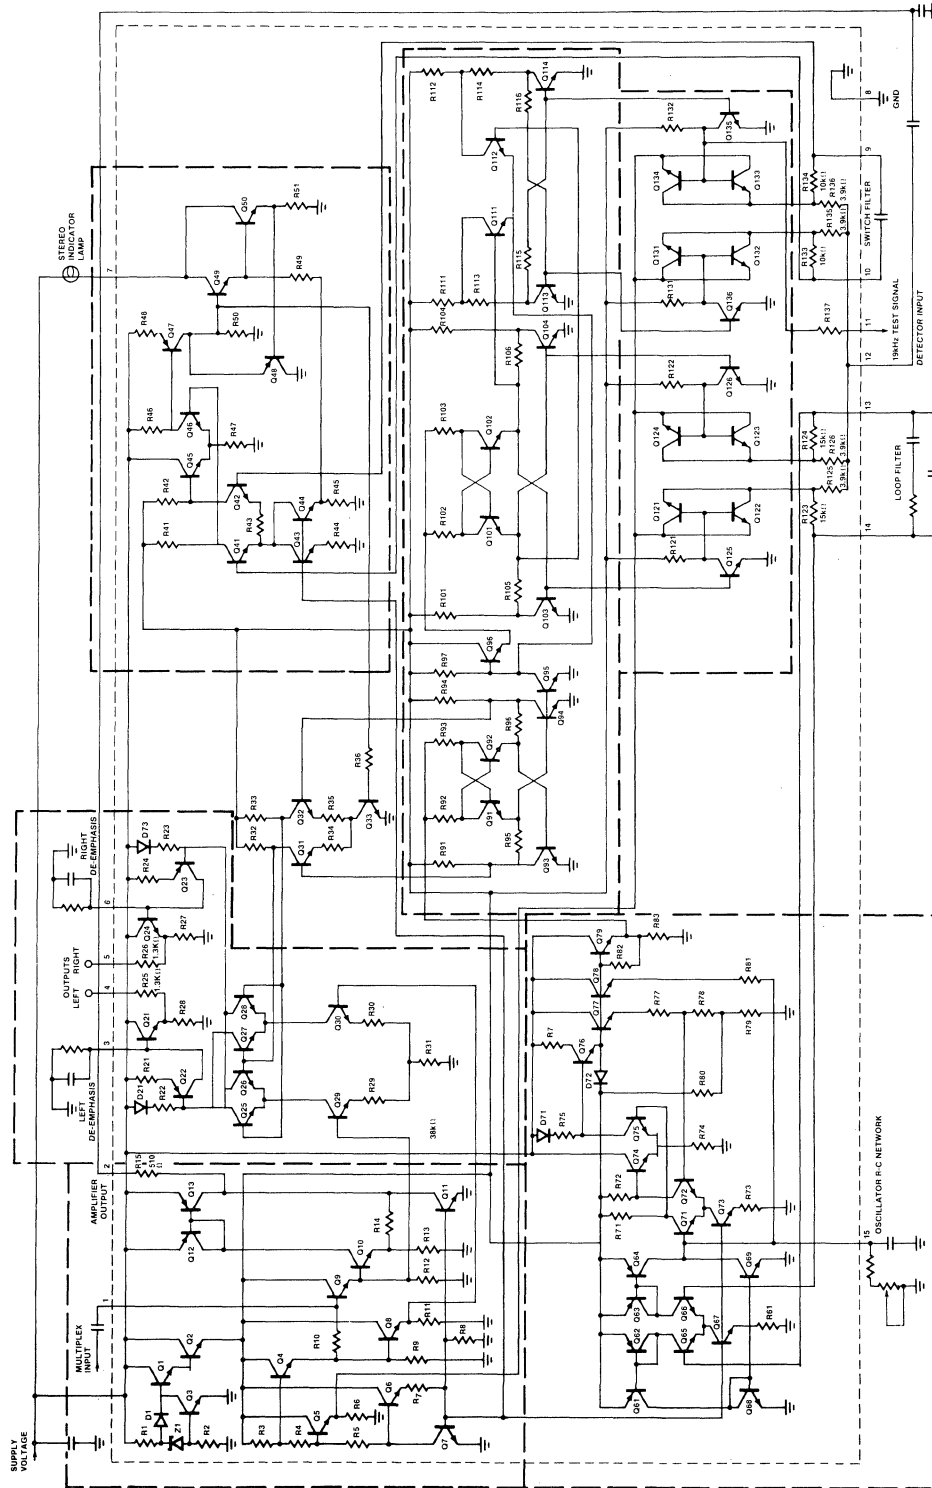 STEREO
INDICATOR
LAMP
7
R48
Q47
Q49
Q50
R51
R49
R50
Q48
R46
Q46
R47
Q45
R42
Q42
R41
Q41
R43
Q44
R45
Q43
R44
R36
R33
R32
Q32
R35
Q31
R34
Q33
R112
R114
Q114
R116
Q112
Q111
R115
R111
R104
R113
Q113
Q104
R106
R103
Q102
R102
Q101
R105
R101
Q103
Q96
R97
R94
Q95
Q94
R93
Q92
R96
R92
Q91
R95
R91
Q93
R132
Q135
Q134
Q133
R134
10kΩ
R136
3.9kΩ
R135
3.9kΩ
Q131
Q132
R133
10kΩ
R131
Q136
R137
R122
Q126
Q124
Q123
R124
15kΩ
R126
3.9kΩ
R125
3.9kΩ
Q121
Q122
R123
15kΩ
R121
Q125
8
GND
9
SWITCH FILTER
10
11
19kHz TEST SIGNAL
12
DETECTOR INPUT
13
LOOP FILTER
14
RIGHT
DE-EMPHASIS
6
D73
R23
R24
Q23
Q24
R27
R26
1.3KΩ
OUTPUTS
RIGHT
5
LEFT
4
R25
1.3KΩ
Q21
R28
3
LEFT
DE-EMPHASIS
R21
D21
R22
Q22
Q28
Q27
Q26
Q25
Q30
R30
R31
Q29
R29
38kΩ
AMPLIFIER
OUTPUT
2
R15
510
Ω
Q13
Q12
Q11
R14
Q10
R13
R12
Q9
R11
1
MULTIPLEX
INPUT
R10
Q8
R9
R8
Q1
Q2
Q4
Q3
D1
Z1
R1
R2
R3
R4
R5
Q5
R6
Q6
R7
Q7
SUPPLY
VOLTAGE
Q79
R82
R83
Q78
Q77
R81
R77
R78
R79
R7
Q76
D72
R80
D71
R75
Q75
Q74
R74
R72
R71
Q72
Q71
R73
Q73
Q64
Q69
Q63
Q66
Q62
Q65
Q67
R61
Q61
Q68
15
OSCILLATOR R-C NETWORK